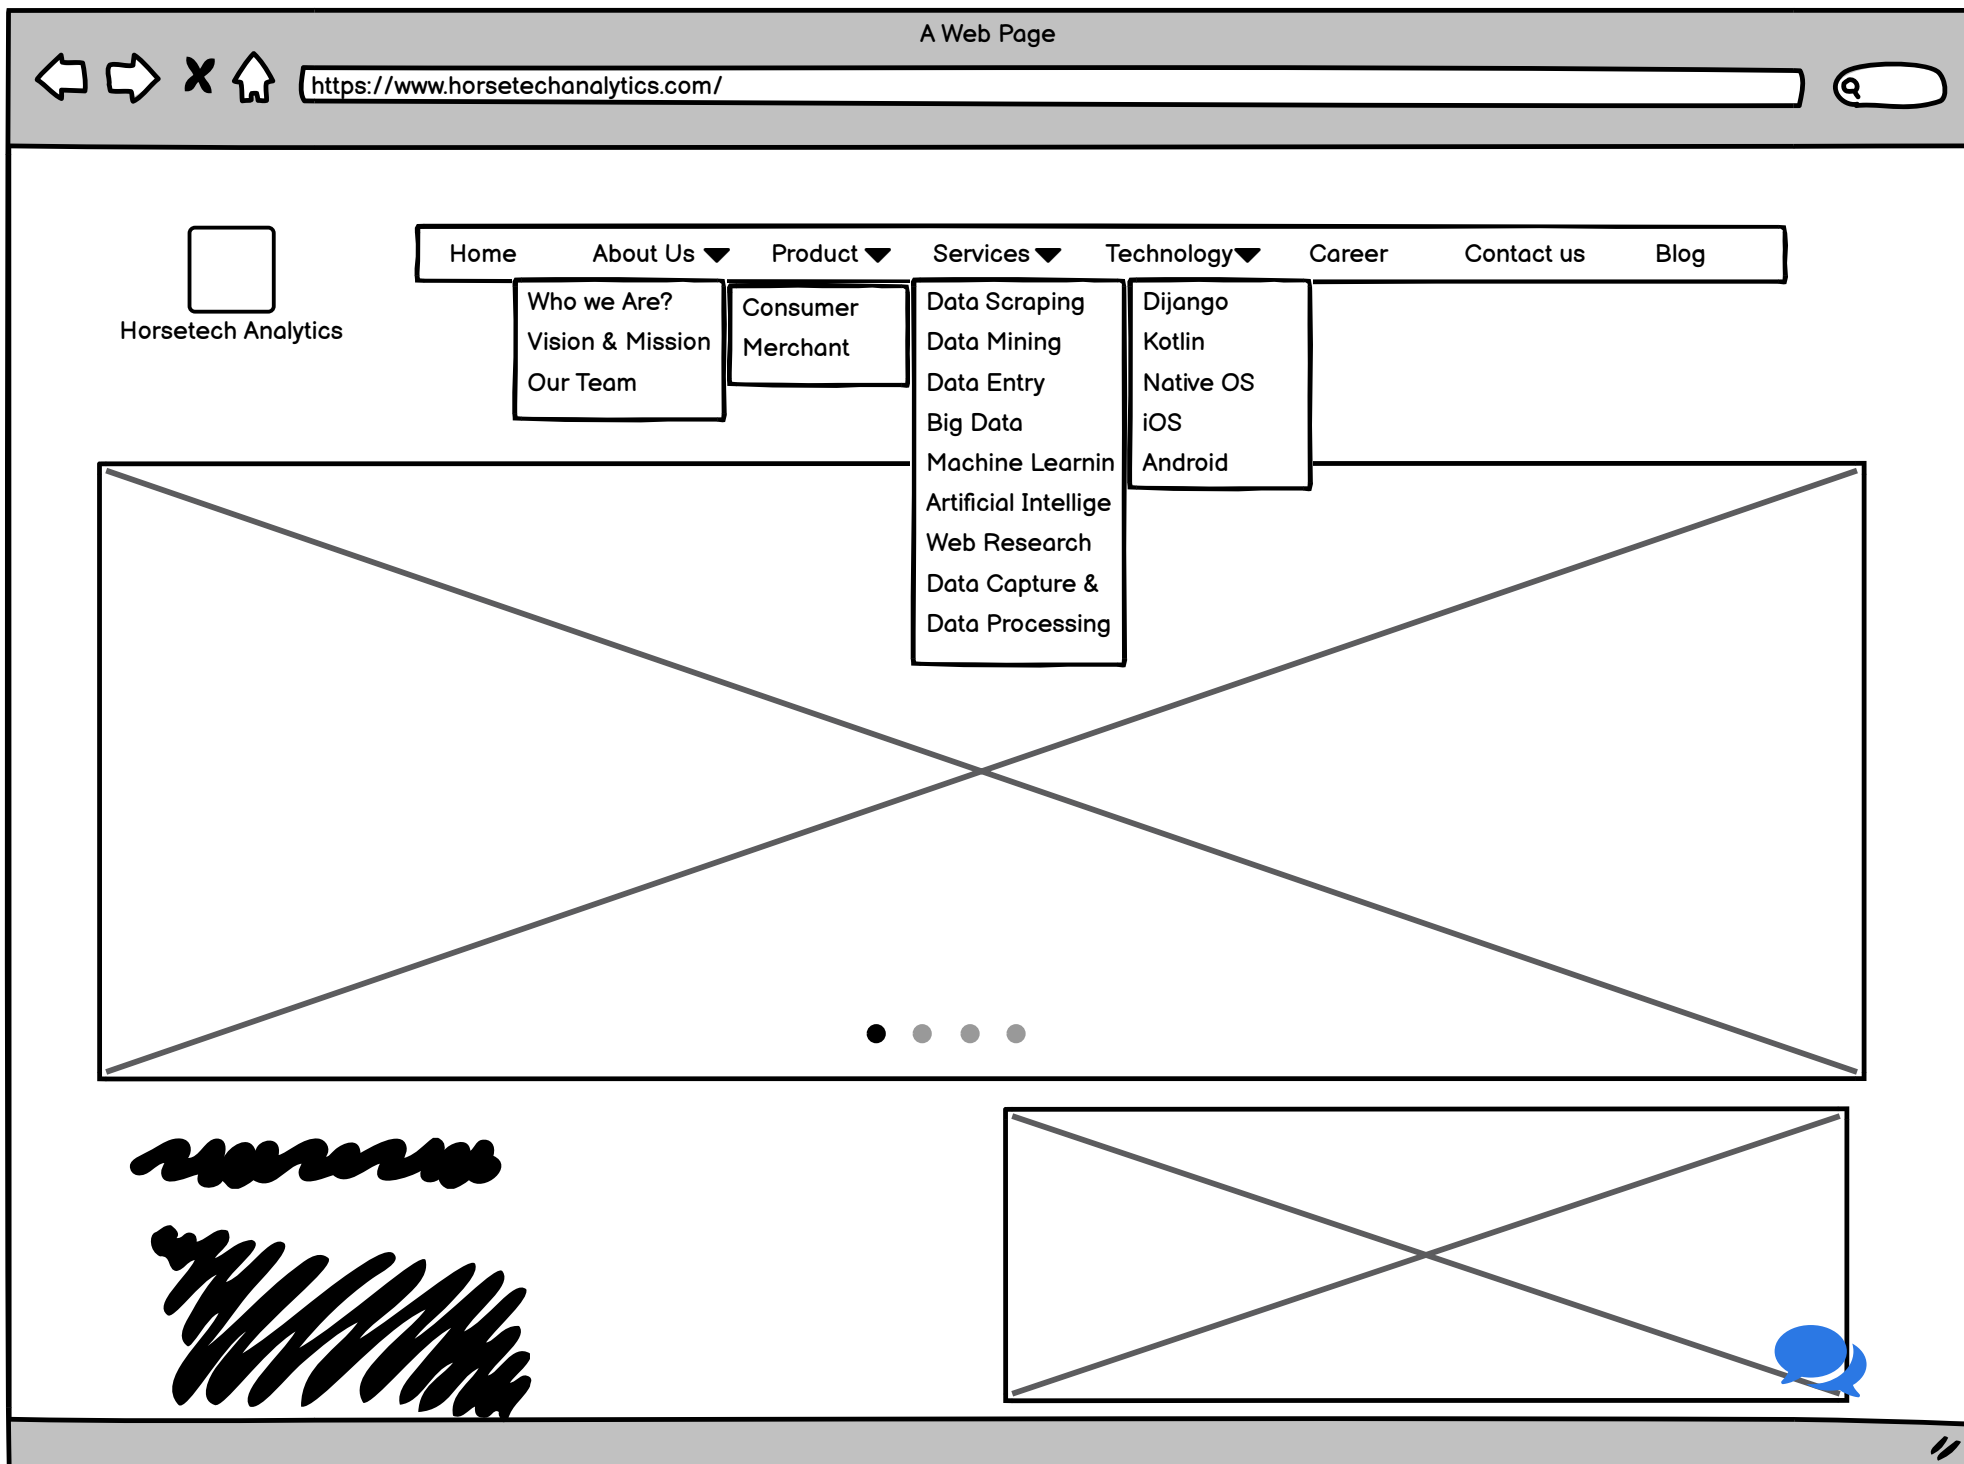 A Web Page
https://www.horsetechanalytics.com/
Home About Us Product Services Technology Career Contact us Blog
Horsetech Analytics
Who we Are?
Vision & Mission
Our Team
Consumer
Merchant
Data Scraping
Data Mining
Data Entry
Big Data
Machine Learnin
Artificial Intellige
Web Research
Data Capture &
Data Processing
Dijango
Kotlin
Native OS
iOS
Android